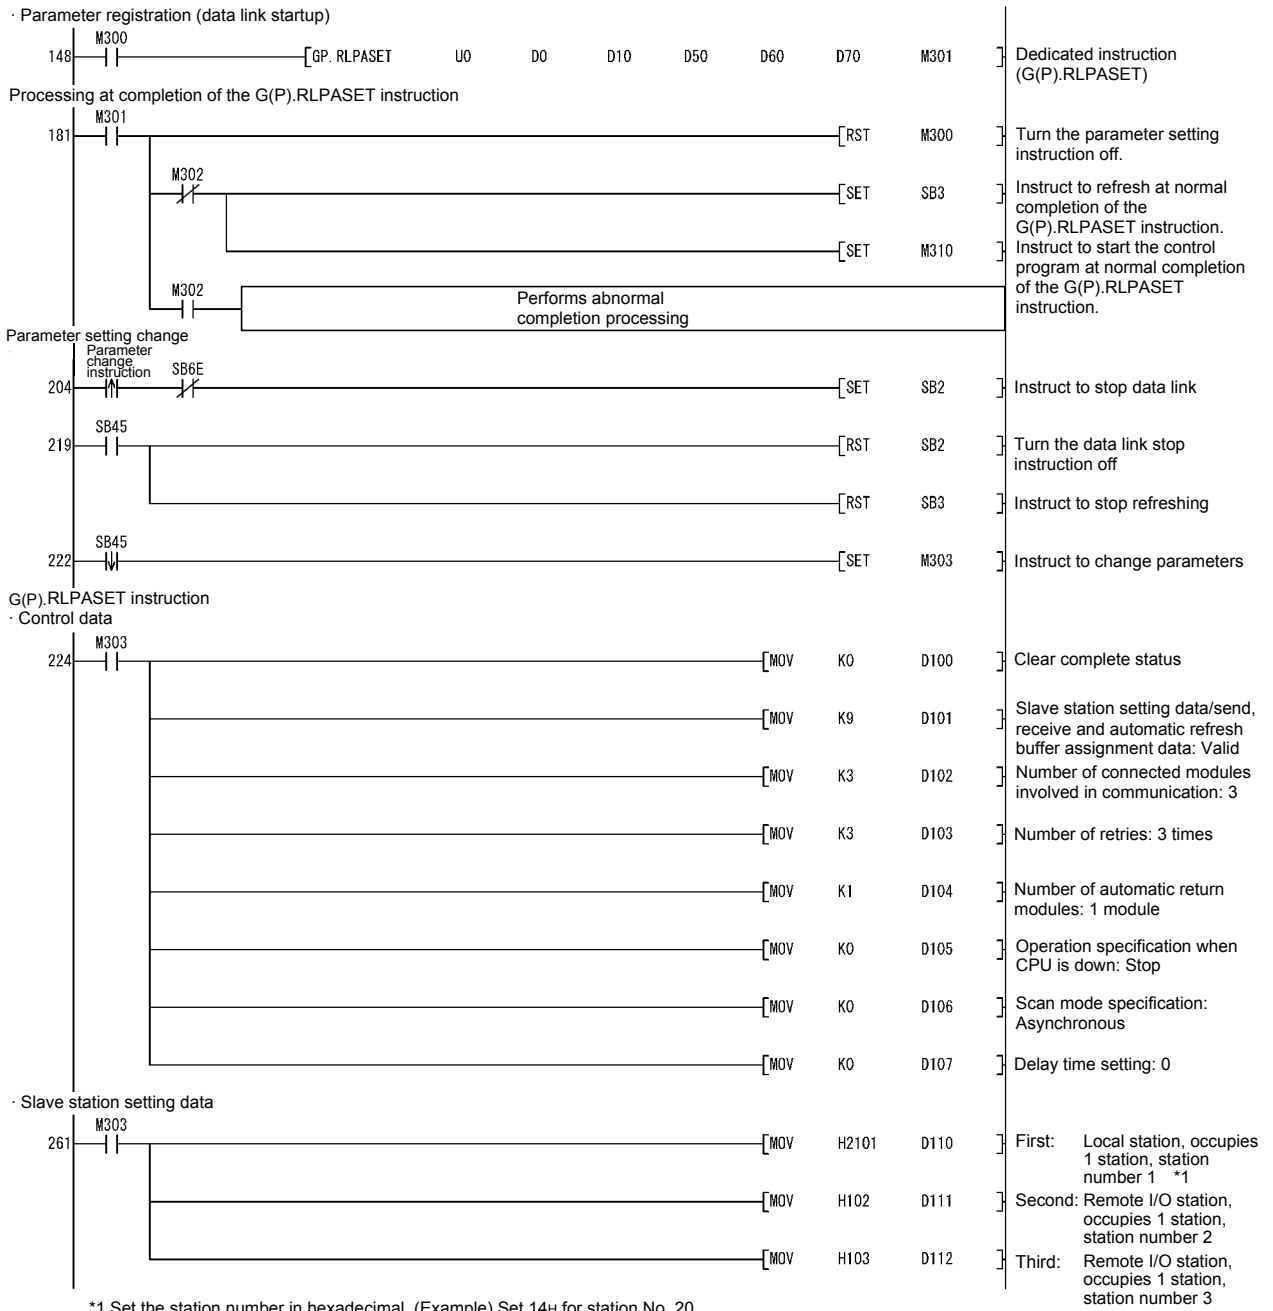 · Parameter registration (data link startup)
M300
148 GP.RLPASET U0 D0 D10 D50 D60 D70 M301 Dedicated instruction
(G(P).RLPASET)
Processing at completion of the G(P).RLPASET instruction
M301
181 RST M300 Turn the parameter setting
instruction off.
M302
SET SB3 Instruct to refresh at normal
completion of the
G(P).RLPASET instruction.
SET M310 Instruct to start the control
program at normal completion
of the G(P).RLPASET
instruction.
M302
Performs abnormal
completion processing
Parameter setting change
Parameter
change
instruction SB6E
204 SET SB2 Instruct to stop data link
SB45
219 RST SB2 Turn the data link stop
instruction off
RST SB3 Instruct to stop refreshing
SB45
222 SET M303 Instruct to change parameters
G(P).RLPASET instruction
· Control data
M303
224 MOV K0 D100 Clear complete status
MOV K9 D101 Slave station setting data/send,
receive and automatic refresh
buffer assignment data: Valid
MOV K3 D102 Number of connected modules
involved in communication: 3
MOV K3 D103 Number of retries: 3 times
MOV K1 D104 Number of automatic return
modules: 1 module
MOV K0 D105 Operation specification when
CPU is down: Stop
MOV K0 D106 Scan mode specification:
Asynchronous
MOV K0 D107 Delay time setting: 0
· Slave station setting data
M303
261 MOV H2101 D110 First: Local station, occupies
1 station, station
number 1 *1
MOV H102 D111 Second: Remote I/O station,
occupies 1 station,
station number 2
MOV H103 D112 Third: Remote I/O station,
occupies 1 station,
station number 3
*1 Set the station number in hexadecimal. (Example) Set 14H for station No. 20